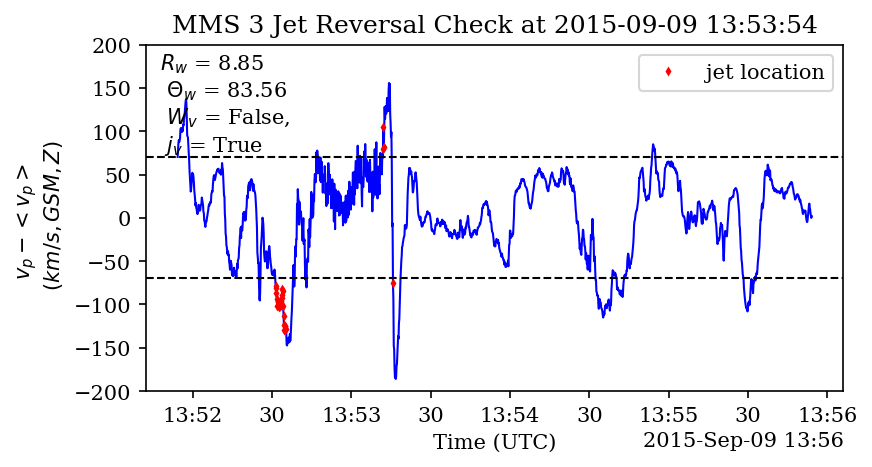 MMS 3 Jet Reversal Check at 2015-09-09 13:53:54
R_w = 8.85
Θ_w = 83.56
W_v = False,
j_v = True
jet location
200
150
100
50
0
−50
−100
−150
−200
v_p − < v_p >
(km/s, GSM, Z)
13:52 30 13:53 30 13:54 30 13:55 30 13:56
Time (UTC)
2015-Sep-09 13:56